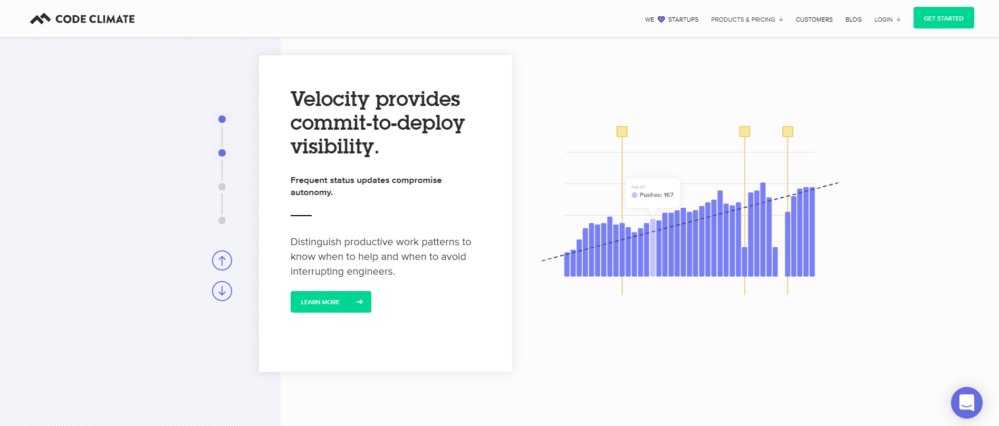 CODE CLIMATE
WE STARTUPS
PRODUCTS & PRICING
CUSTOMERS
BLOG
LOGIN
GET STARTED
Velocity provides
commit-to-deploy
visibility.
Frequent status updates compromise
autonomy.
Distinguish productive work patterns to
know when to help and when to avoid
interrupting engineers.
LEARN MORE
Feb 27
Pushes: 167